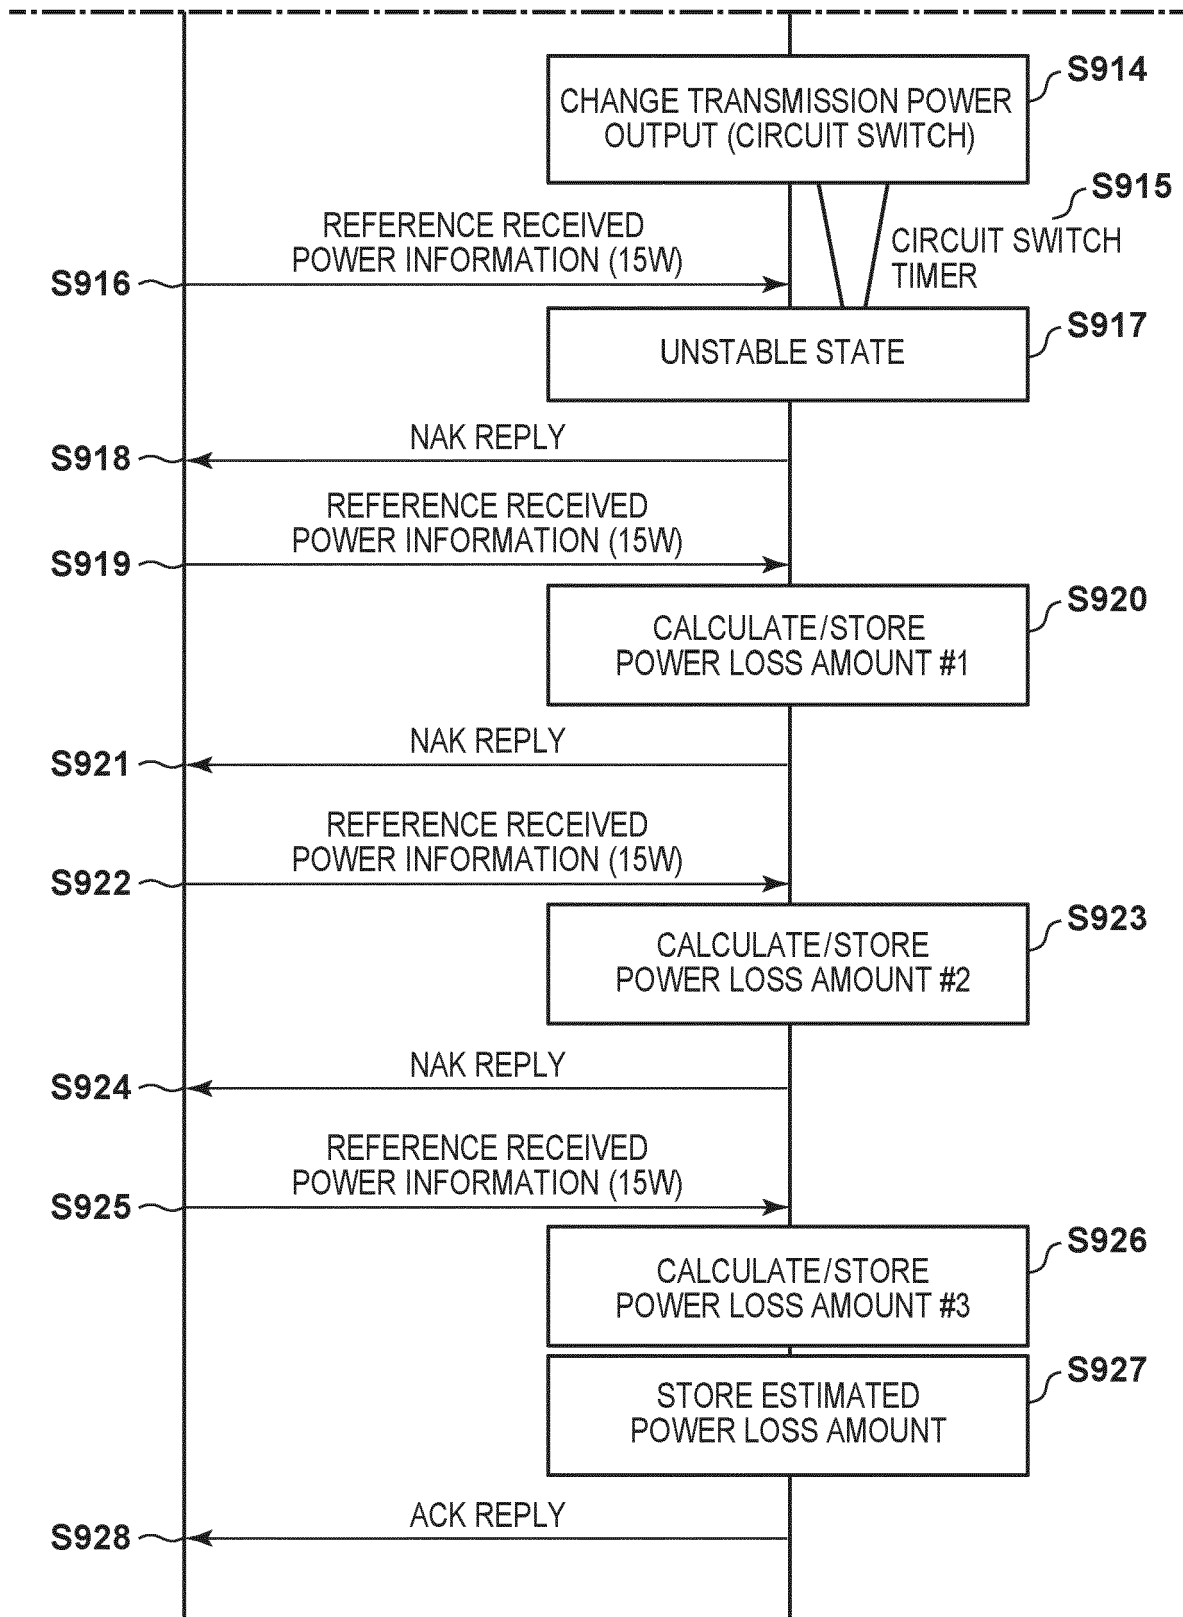 S914
CHANGE TRANSMISSION POWER
OUTPUT (CIRCUIT SWITCH)
S915
CIRCUIT SWITCH
TIMER
REFERENCE RECEIVED
POWER INFORMATION (15W)
S916
S917
UNSTABLE STATE
NAK REPLY
S918
REFERENCE RECEIVED
POWER INFORMATION (15W)
S919
S920
CALCULATE/STORE
POWER LOSS AMOUNT #1
NAK REPLY
S921
REFERENCE RECEIVED
POWER INFORMATION (15W)
S922
S923
CALCULATE/STORE
POWER LOSS AMOUNT #2
NAK REPLY
S924
REFERENCE RECEIVED
POWER INFORMATION (15W)
S925
S926
CALCULATE/STORE
POWER LOSS AMOUNT #3
S927
STORE ESTIMATED
POWER LOSS AMOUNT
ACK REPLY
S928